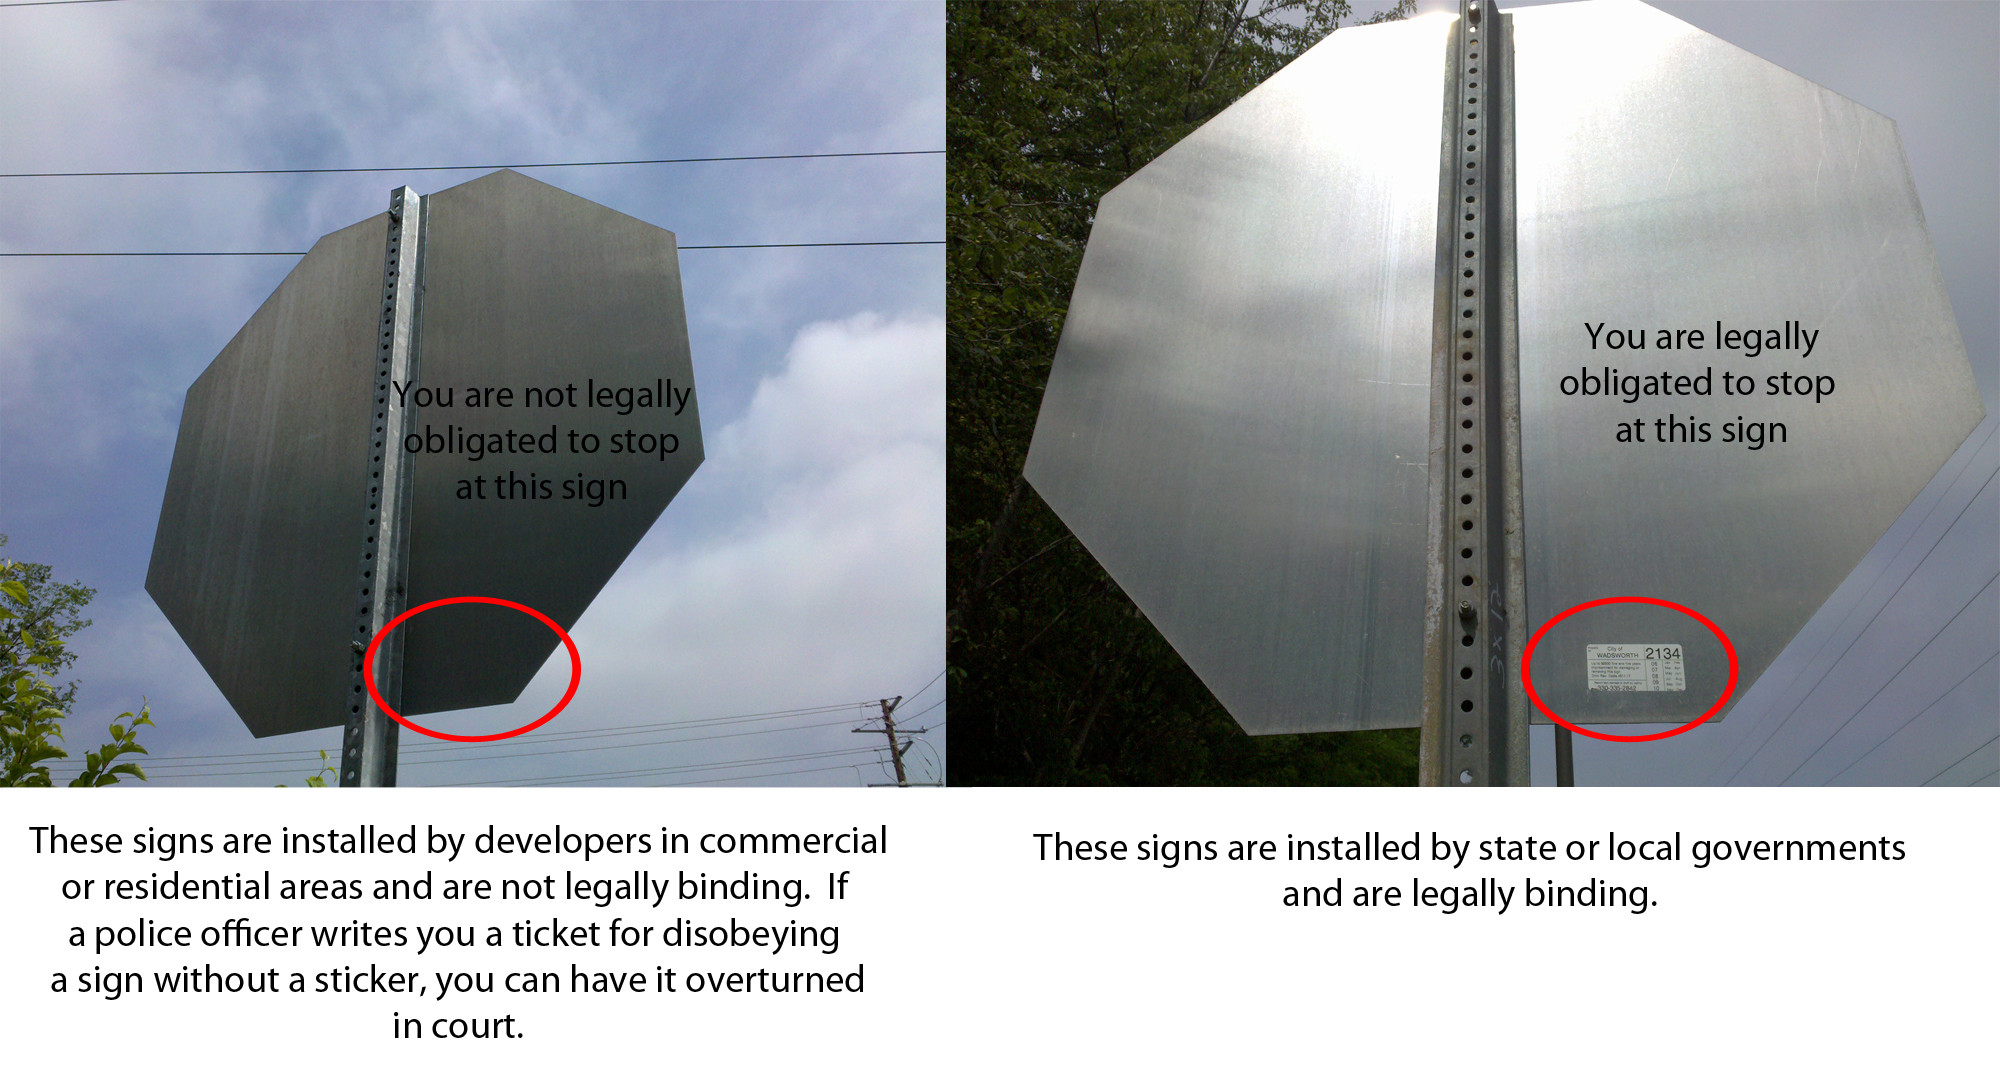 You are not legally
obligated to stop
at this sign
You are legally
obligated to stop
at this sign
City of
WADSWORTH
2134
These signs are installed by developers in commercial
or residential areas and are not legally binding.  If
a police officer writes you a ticket for disobeying
a sign without a sticker, you can have it overturned
in court.
These signs are installed by state or local governments
and are legally binding.